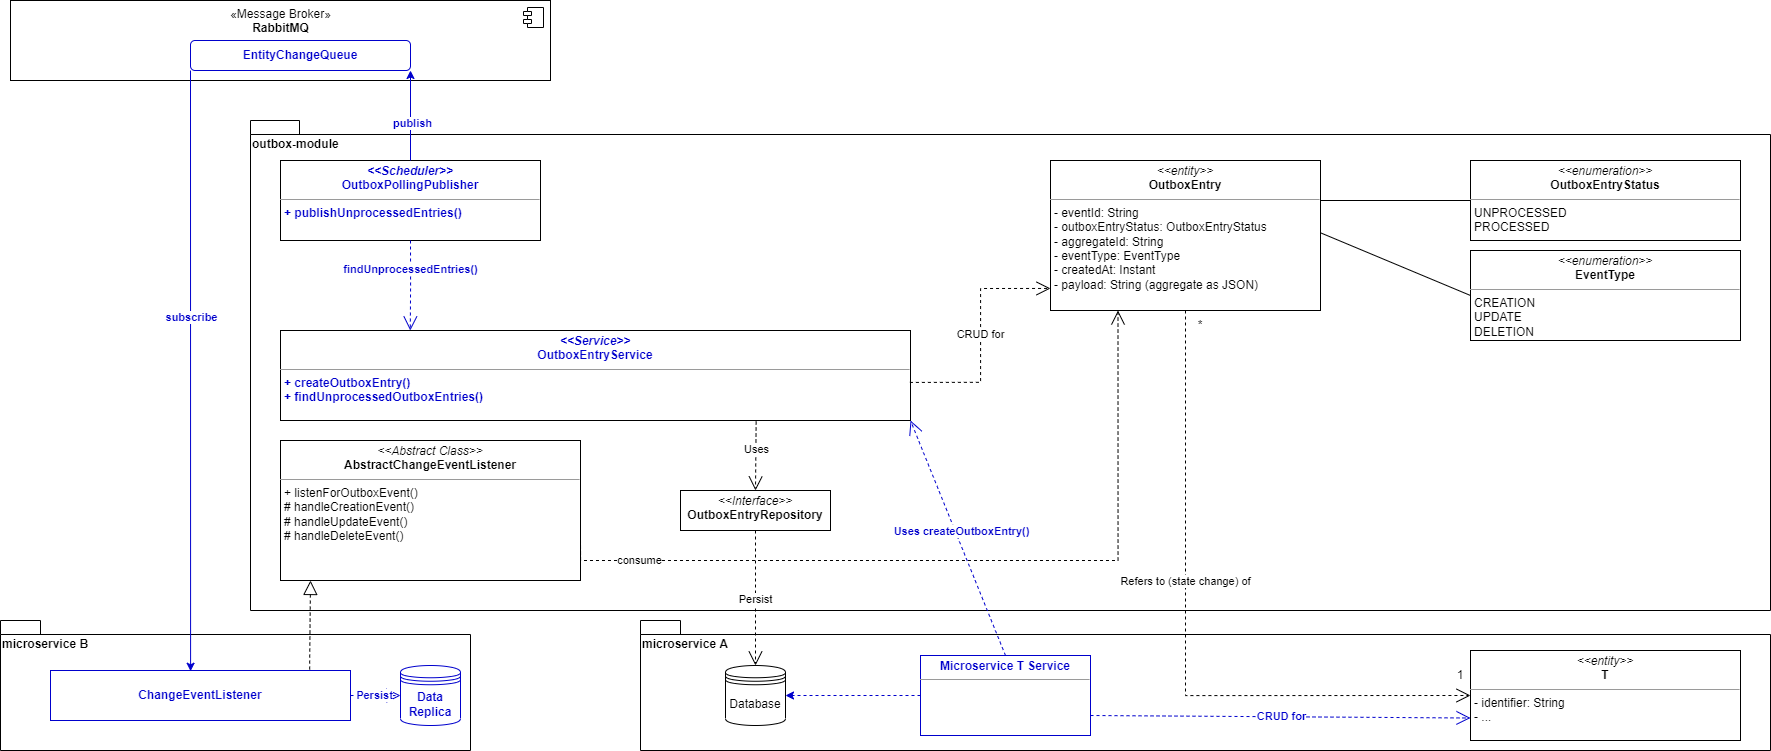 «Message Broker»
RabbitMQ
EntityChangeQueue
publish
subscribe
outbox-module
<<Scheduler>>
OutboxPollingPublisher
+ publishUnprocessedEntries()
findUnprocessedEntries()
<<Service>>
OutboxEntryService
+ createOutboxEntry()
+ findUnprocessedOutboxEntries()
CRUD for
<<entity>>
OutboxEntry
- eventId: String
- outboxEntryStatus: OutboxEntryStatus
- aggregateId: String
- eventType: EventType
- createdAt: Instant
- payload: String (aggregate as JSON)
*
<<enumeration>>
OutboxEntryStatus
UNPROCESSED
PROCESSED
<<enumeration>>
EventType
CREATION
UPDATE
DELETION
<<Abstract Class>>
AbstractChangeEventListener
+ listenForOutboxEvent()
# handleCreationEvent()
# handleUpdateEvent()
# handleDeleteEvent()
Uses
<<Interface>>
OutboxEntryRepository
consume
Uses createOutboxEntry()
Persist
Refers to (state change) of
microservice B
ChangeEventListener
Persist
Data
Replica
microservice A
Database
Microservice T Service
CRUD for
1
<<entity>>
T
- identifier: String
- ...